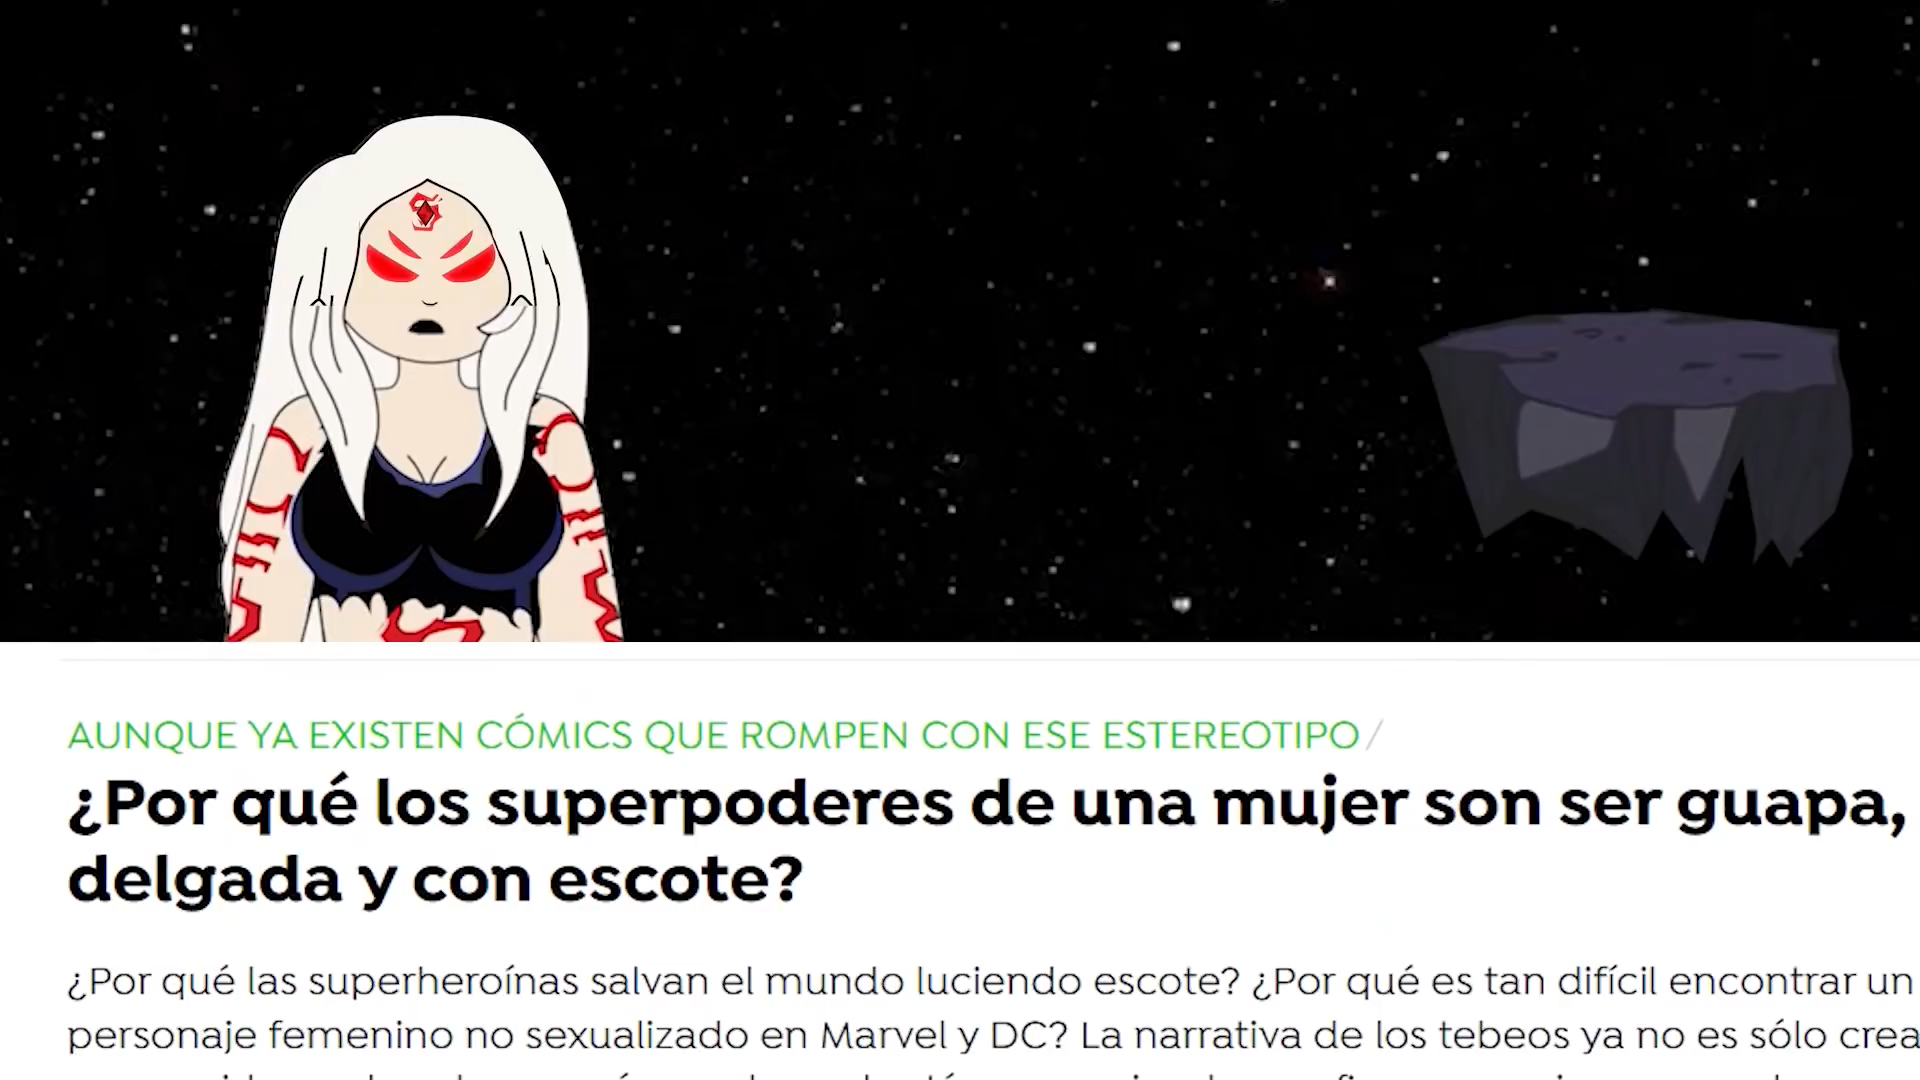 AUNQUE YA EXISTEN CÓMICS QUE ROMPEN CON ESE ESTEREOTIPO /
¿Por qué los superpoderes de una mujer son ser guapa,
delgada y con escote?
¿Por qué las superheroínas salvan el mundo luciendo escote? ¿Por qué es tan difícil encontrar un
personaje femenino no sexualizado en Marvel y DC? La narrativa de los tebeos ya no es sólo crea